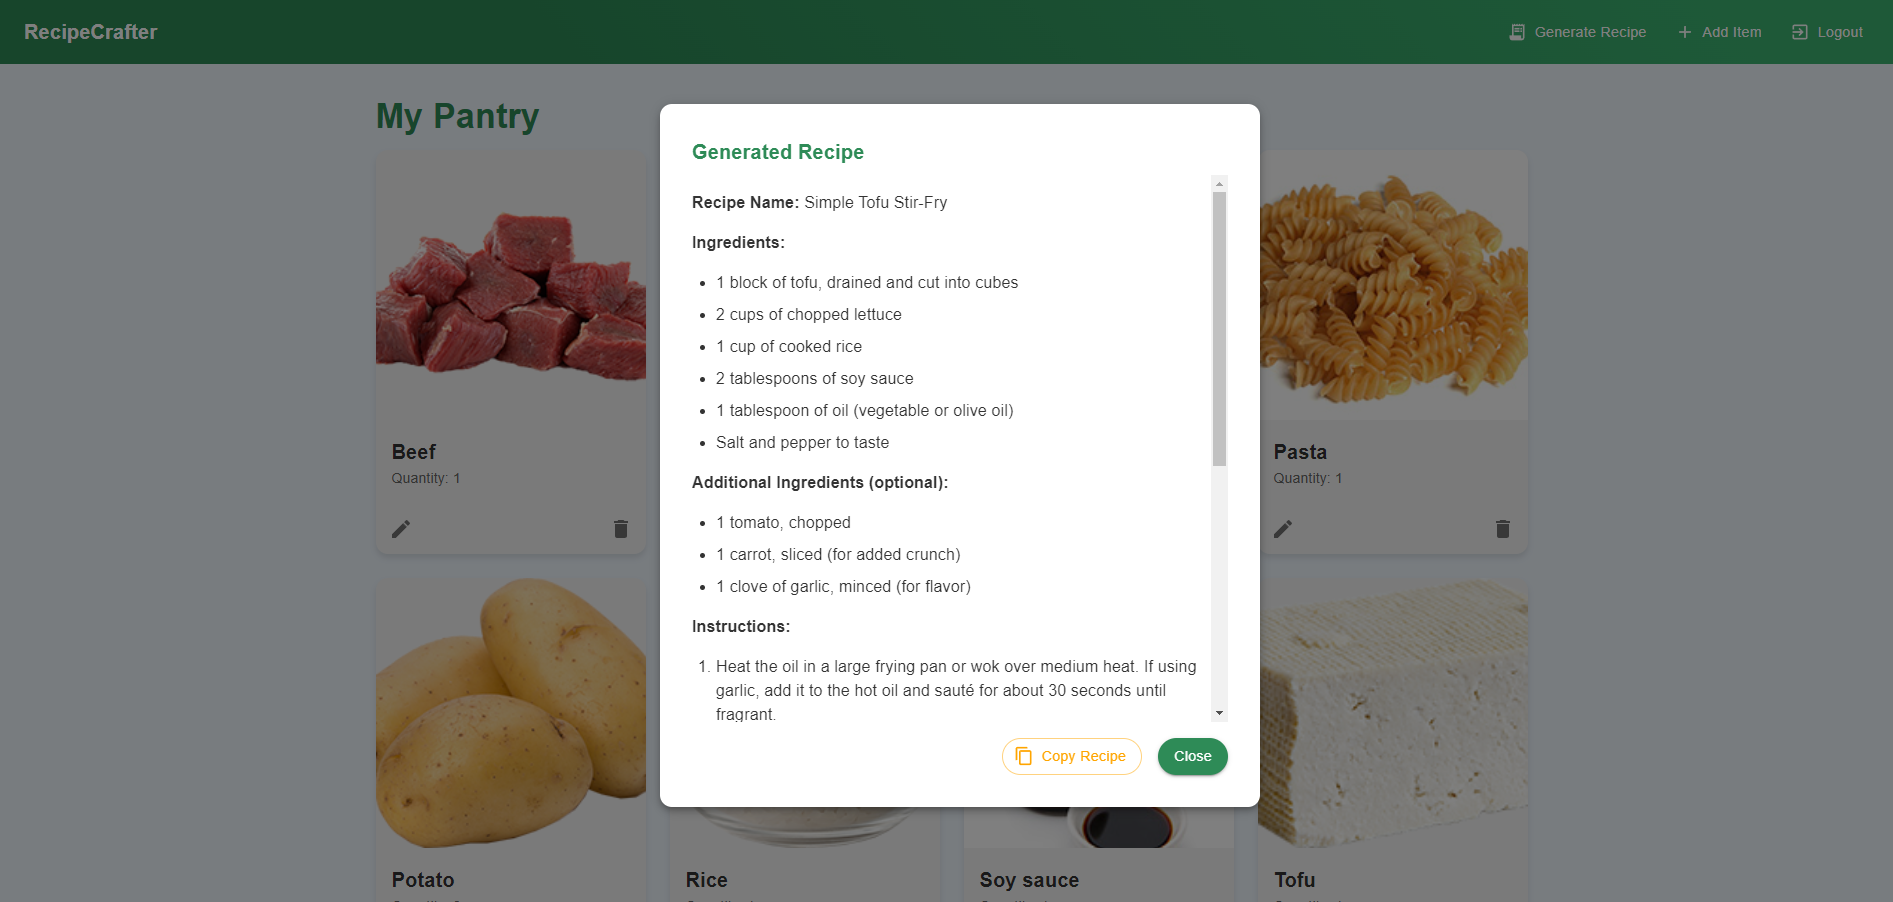 RecipeCrafter
Generate Recipe
Add Item
Logout
My Pantry
Generated Recipe
Recipe Name: Simple Tofu Stir-Fry
Ingredients:
• 1 block of tofu, drained and cut into cubes
• 2 cups of chopped lettuce
• 1 cup of cooked rice
• 2 tablespoons of soy sauce
• 1 tablespoon of oil (vegetable or olive oil)
• Salt and pepper to taste
Additional Ingredients (optional):
• 1 tomato, chopped
• 1 carrot, sliced (for added crunch)
• 1 clove of garlic, minced (for flavor)
Instructions:
1. Heat the oil in a large frying pan or wok over medium heat. If using
garlic, add it to the hot oil and sauté for about 30 seconds until
fragrant.
Copy Recipe
Close
Beef
Quantity: 1
Pasta
Quantity: 1
Potato
Rice
Soy sauce
Tofu